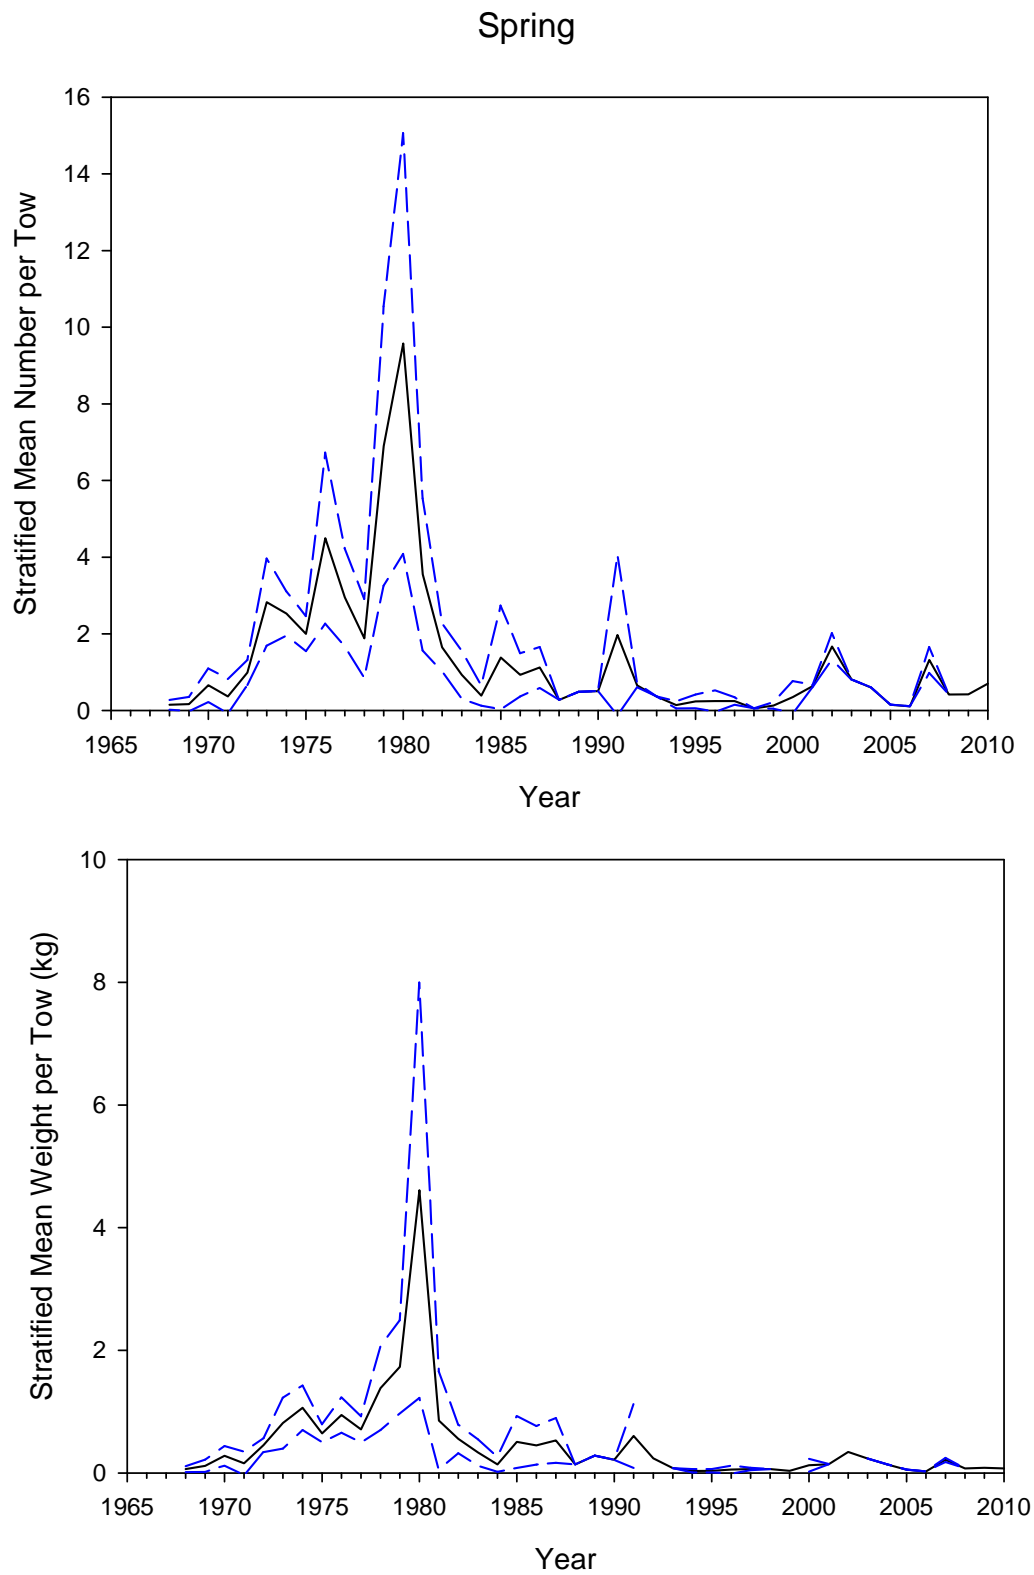 Spring
Stratified Mean Number per Tow
16
14
12
10
8
6
4
2
0
1965 1970 1975 1980 1985 1990 1995 2000 2005 2010
Year
Stratified Mean Weight per Tow (kg)
10
8
6
4
2
0
1965 1970 1975 1980 1985 1990 1995 2000 2005 2010
Year